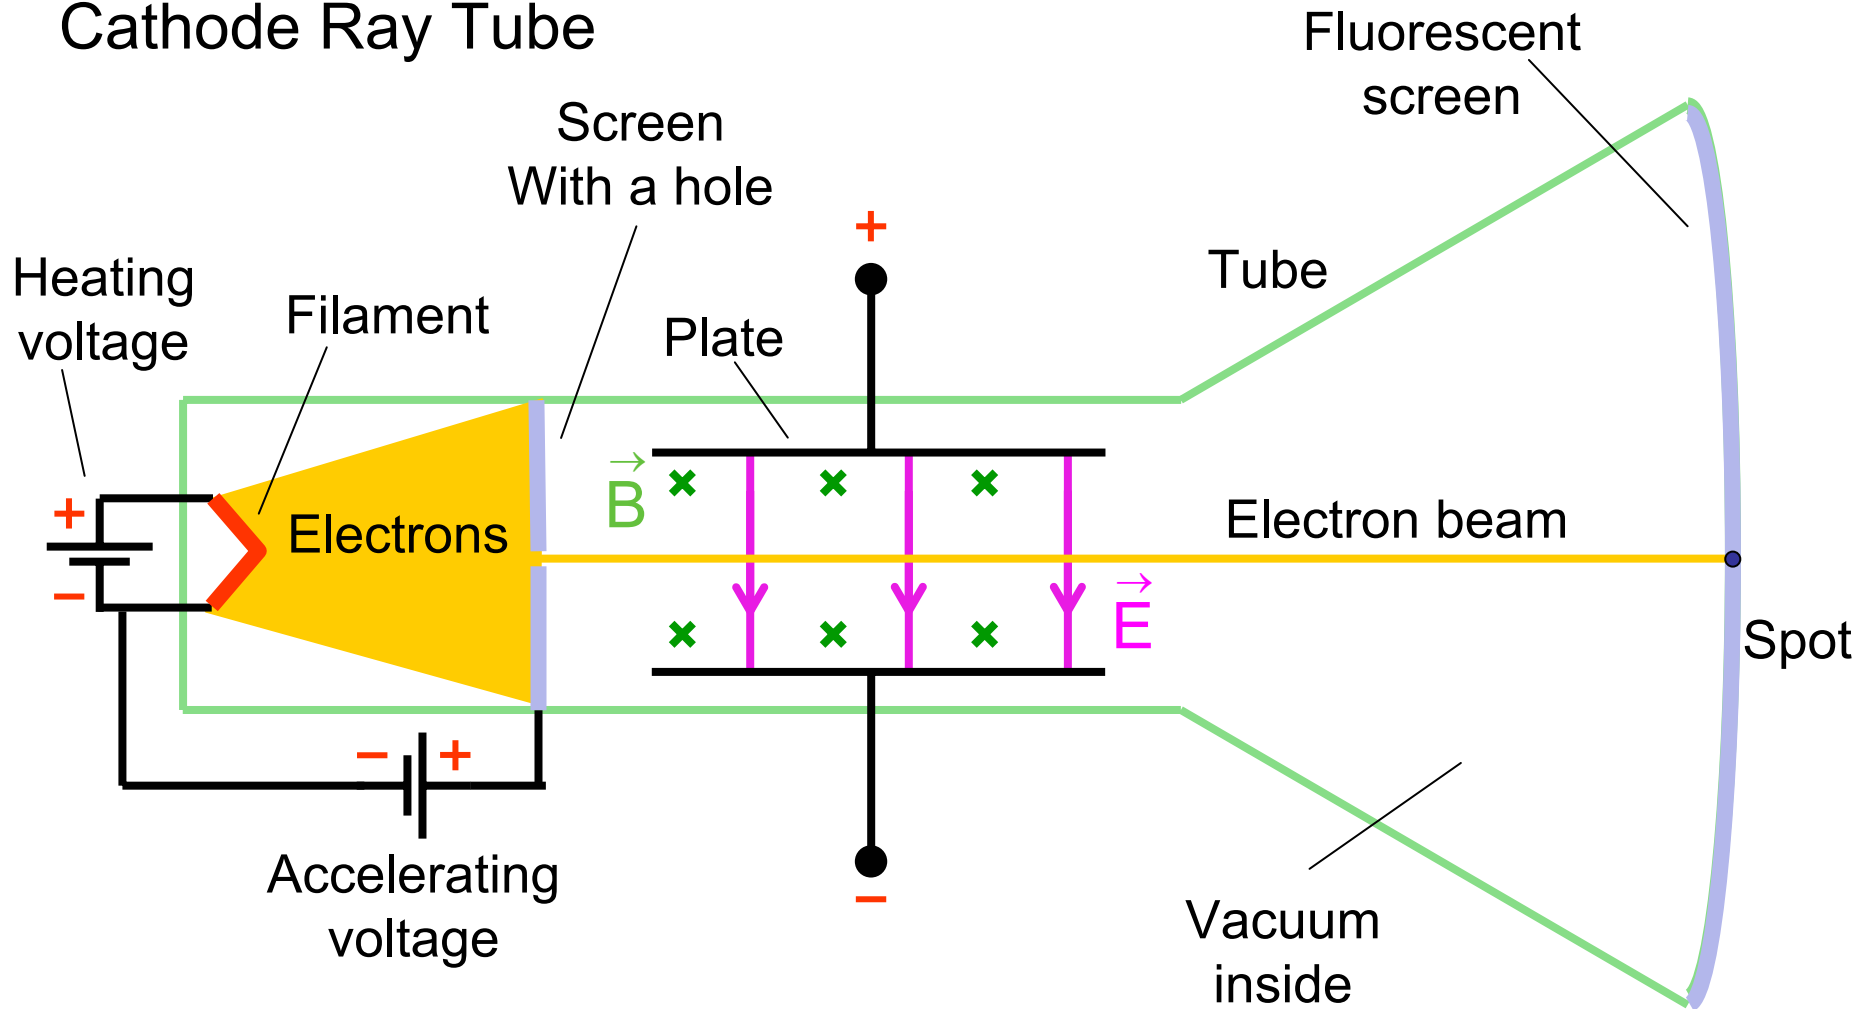 Cathode Ray Tube
Fluorescent
screen
Screen
With a hole
+
Heating
voltage
Filament
Tube
Plate
B
+
−
Electrons
Electron beam
E
Spot
− +
Accelerating
voltage
−
Vacuum
inside